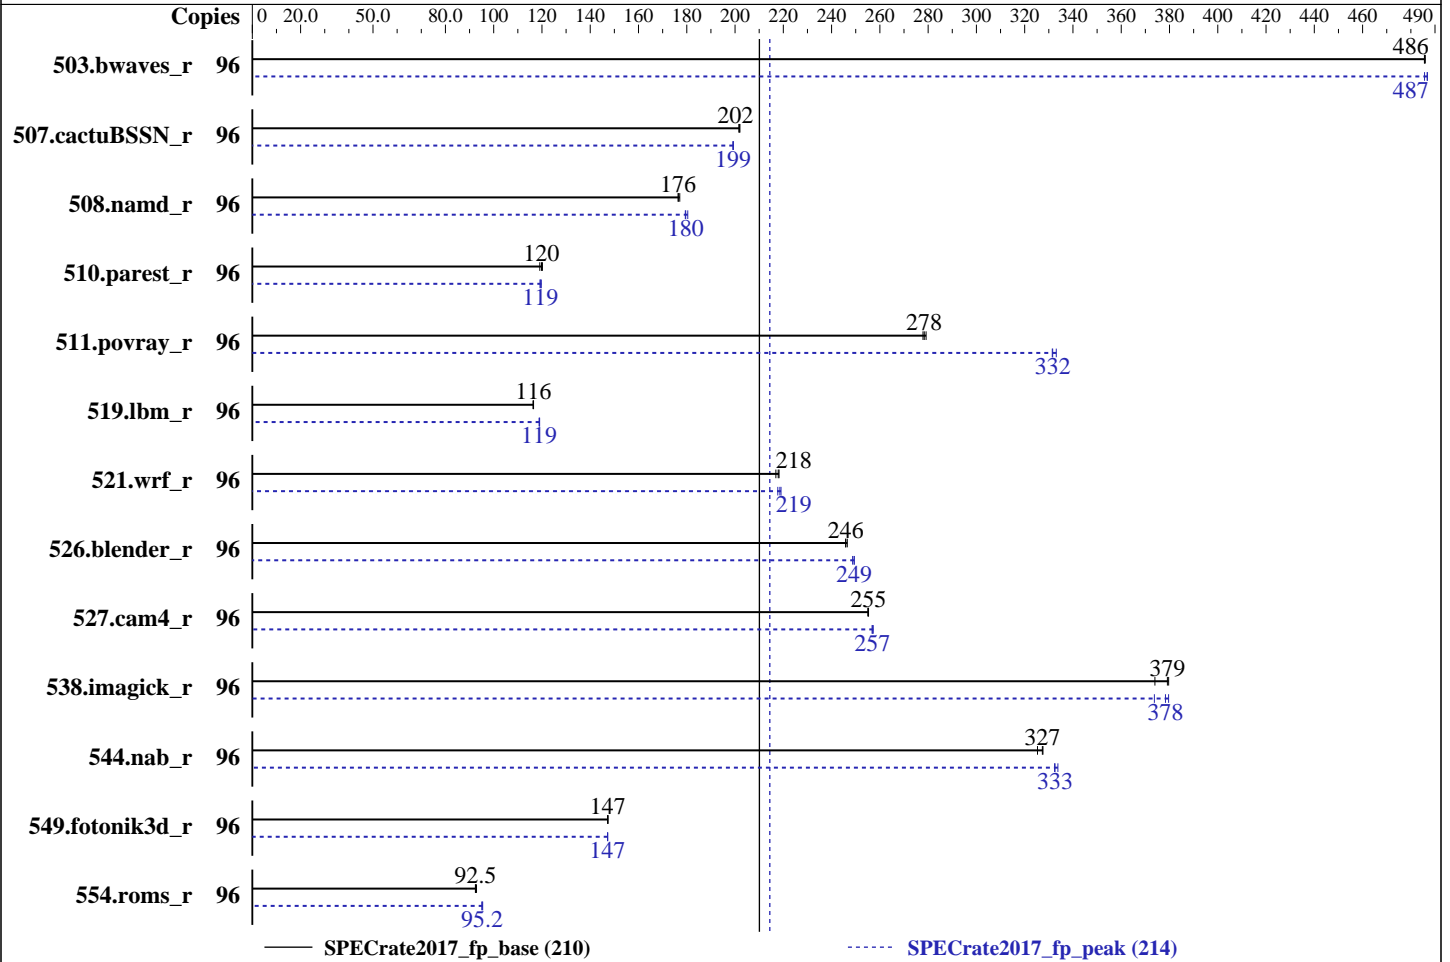 Copies 0 20.0 50.0 80.0 100 120 140 160 180 200 220 240 260 280 300 320 340 360 380 400 420 440 460 490
503.bwaves_r 96 486
487
507.cactuBSSN_r 96 202
199
508.namd_r 96 176
180
510.parest_r 96 120
119
511.povray_r 96 278
332
519.lbm_r 96 116
119
521.wrf_r 96 218
219
526.blender_r 96 246
249
527.cam4_r 96 255
257
538.imagick_r 96 379
378
544.nab_r 96 327
333
549.fotonik3d_r 96 147
147
554.roms_r 96 92.5
95.2
SPECrate2017_fp_base (210) SPECrate2017_fp_peak (214)